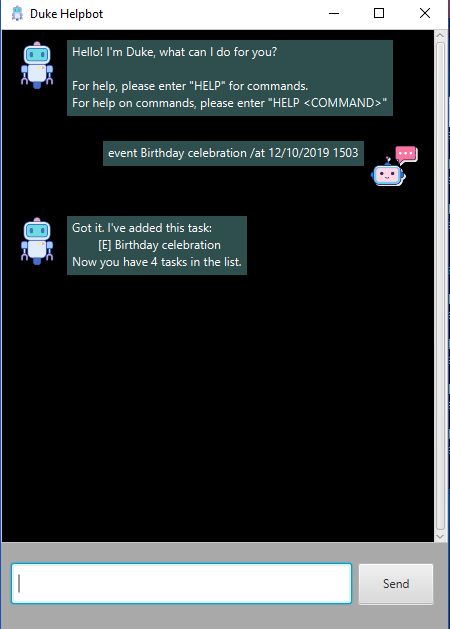 Duke Helpbot
Hello! I'm Duke, what can I do for you?
For help, please enter "HELP" for commands.
For help on commands, please enter "HELP <COMMAND>"
event Birthday celebration /at 12/10/2019 1503
Got it. I've added this task:
[E] Birthday celebration
Now you have 4 tasks in the list.
Send